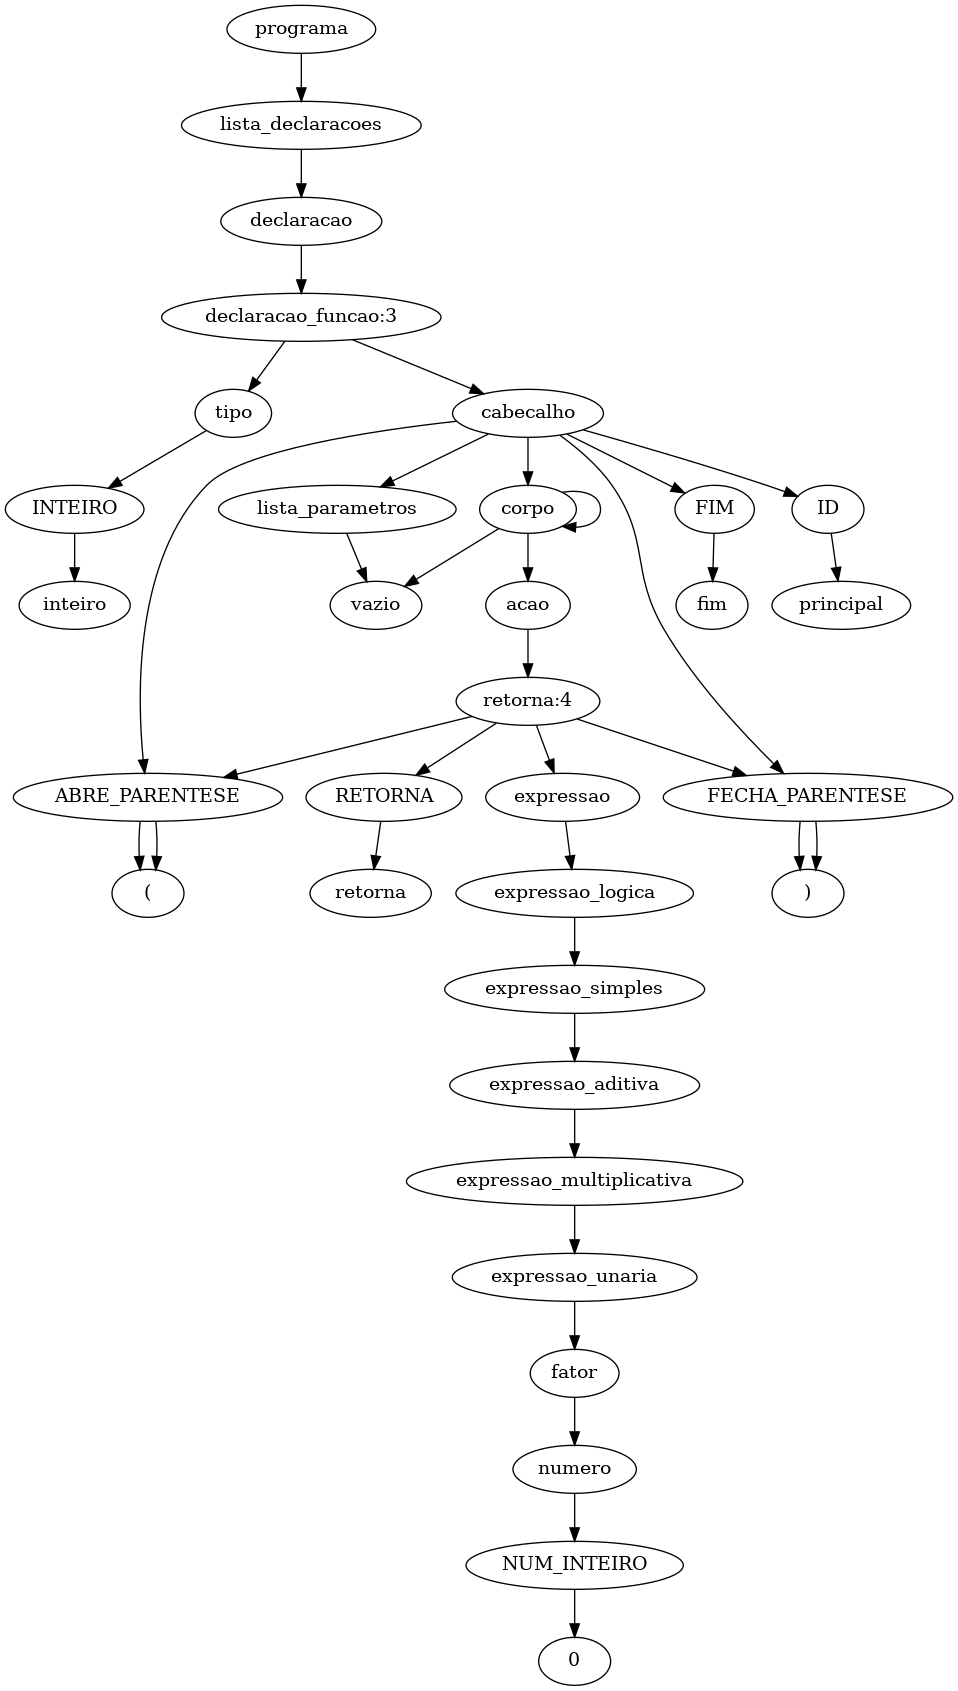 programa
lista_declaracoes
declaracao
declaracao_funcao:3
tipo
cabecalho
INTEIRO
lista_parametros
corpo
FIM
ID
inteiro
vazio
acao
fim
principal
retorna:4
ABRE_PARENTESE
RETORNA
expressao
FECHA_PARENTESE
(
retorna
expressao_logica
)
expressao_simples
expressao_aditiva
expressao_multiplicativa
expressao_unaria
fator
numero
NUM_INTEIRO
0